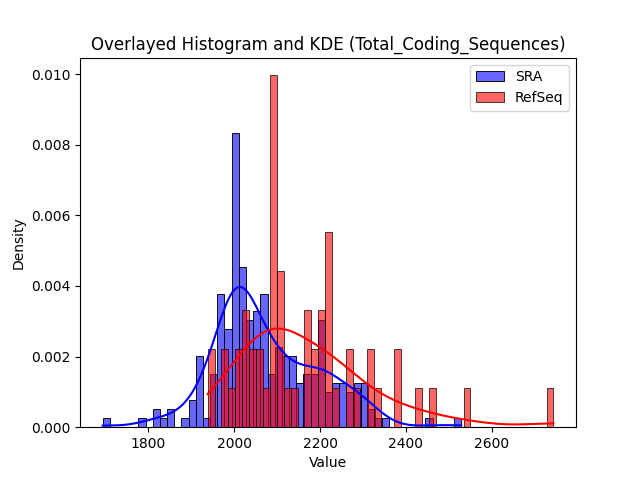 Overlayed Histogram and KDE (Total_Coding_Sequences)
SRA
RefSeq
0.010
0.008
0.006
0.004
0.002
0.000
Density
1800 2000 2200 2400 2600
Value